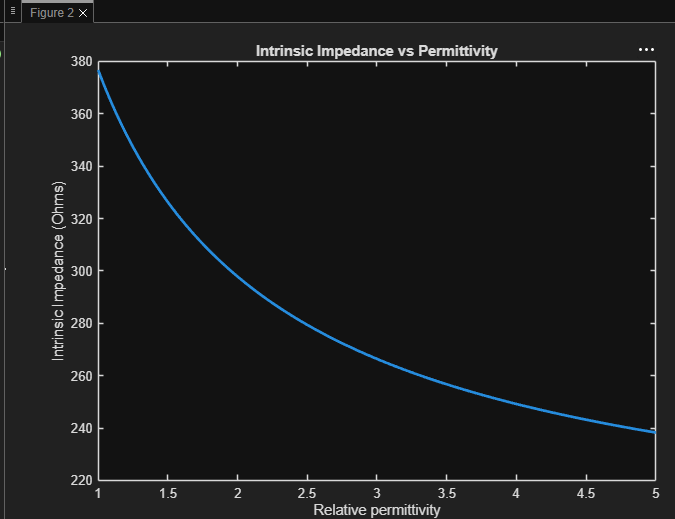 Figure 2
Intrinsic Impedance vs Permittivity
380
360
340
320
300
280
260
240
220
Intrinsic Impedance (Ohms)
1 1.5 2 2.5 3 3.5 4 4.5 5
Relative permittivity